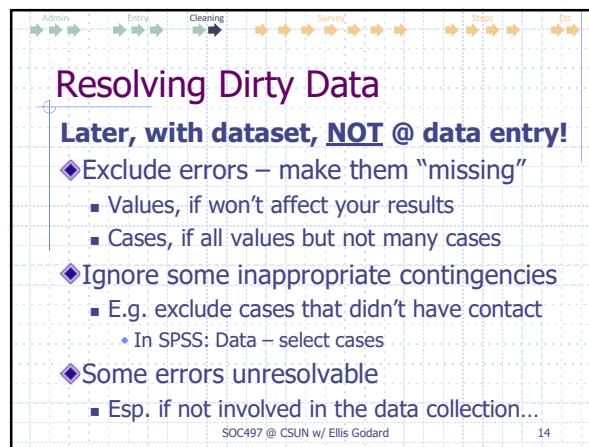 Admin Entry Cleaning Survey Steps Etc
Resolving Dirty Data
Later, with dataset, NOT @ data entry!
Exclude errors – make them “missing”
Values, if won’t affect your results
Cases, if all values but not many cases
Ignore some inappropriate contingencies
E.g. exclude cases that didn’t have contact
In SPSS: Data – select cases
Some errors unresolvable
Esp. if not involved in the data collection…
SOC497 @ CSUN w/ Ellis Godard 14